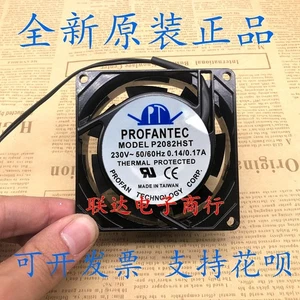 全新原装正品
PROFANTEC
MODEL P2082HST
230V~ 50/60Hz 0.14/0.17A
THERMAL PROTECTED
MADE IN TAIWAN
PROFAN TECHNOLOGY CORP.
联达电子商行
可开发票 支持花呗